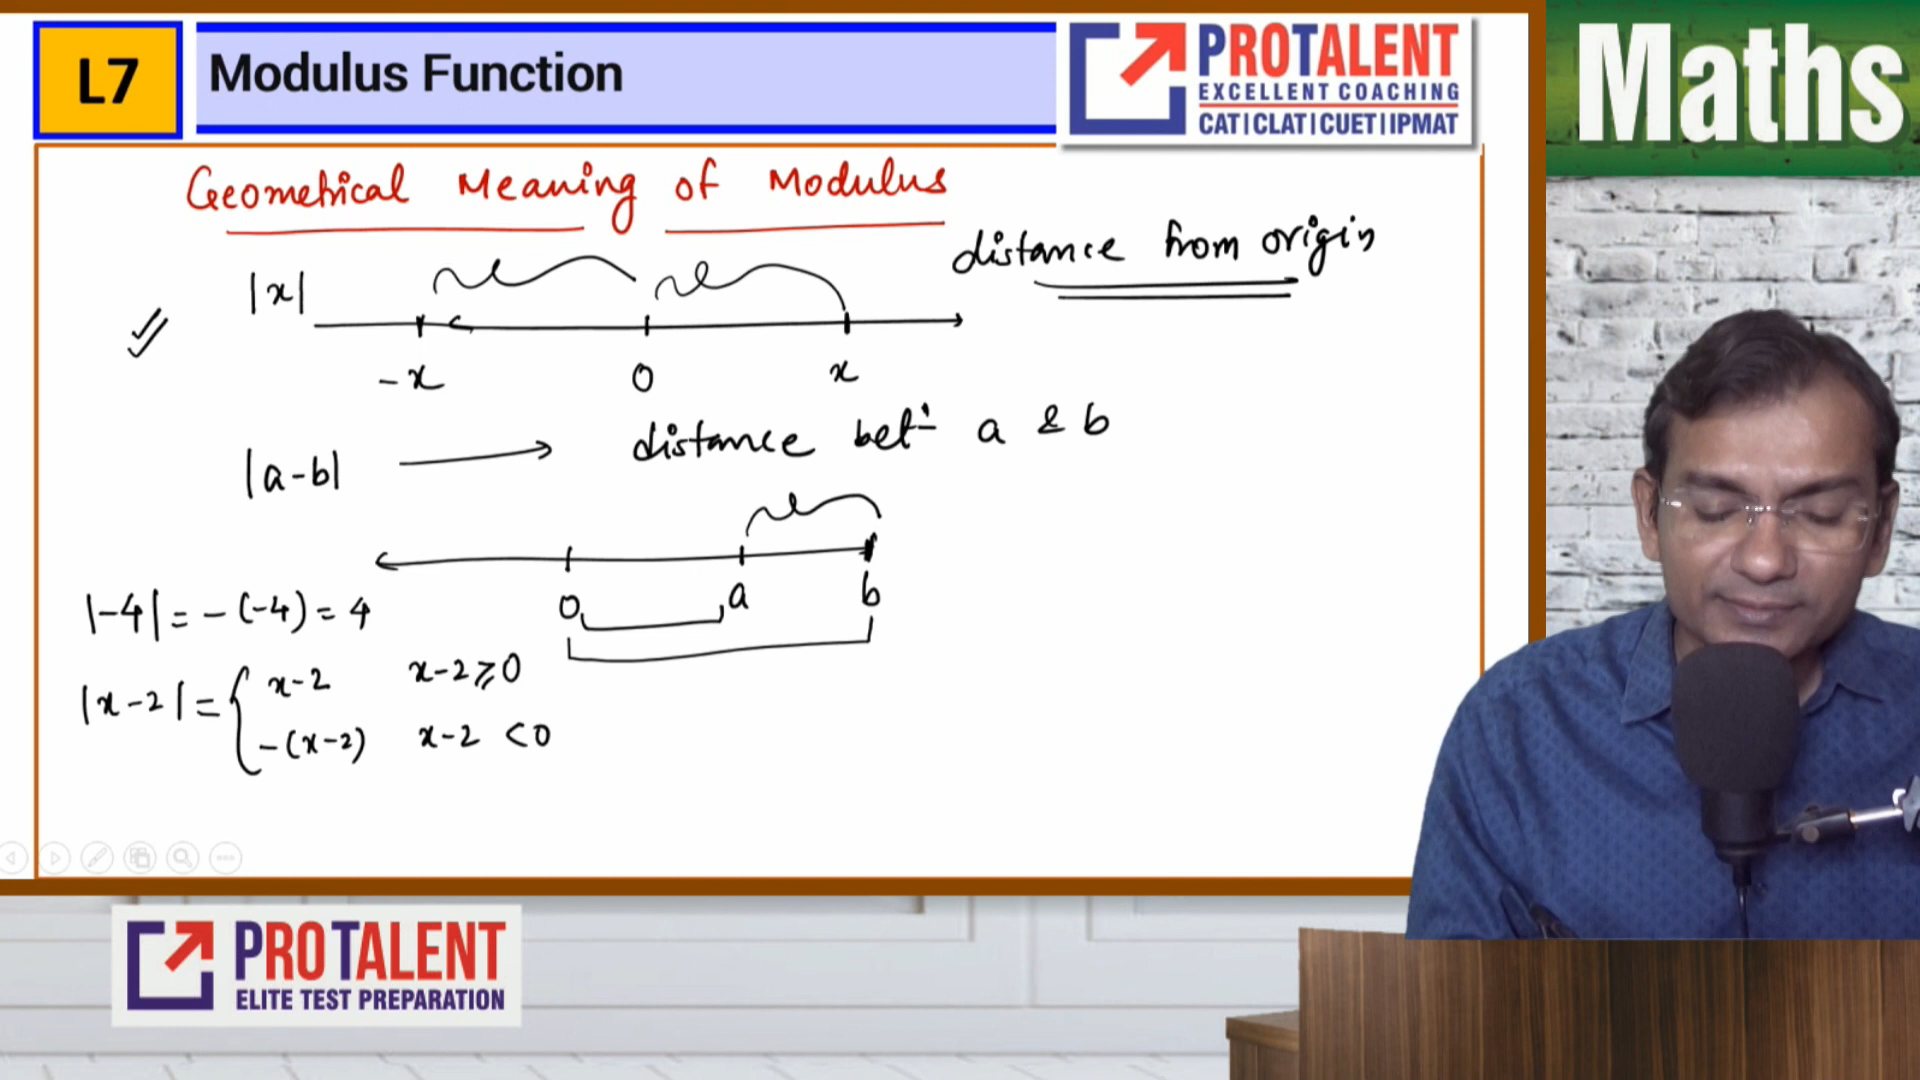 L7
Modulus Function
PROTALENT
EXCELLENT COACHING
CAT|CLAT|CUET|IPMAT
Maths
Geometrical Meaning of Modulus
distance from origin
|x|
-x 0 x
|a-b| → distance betⁿ a & b
0 a b
|-4| = -(-4) = 4
|x-2| = { x-2 x-2 ⩾ 0
-(x-2) x-2 < 0
PROTALENT
ELITE TEST PREPARATION